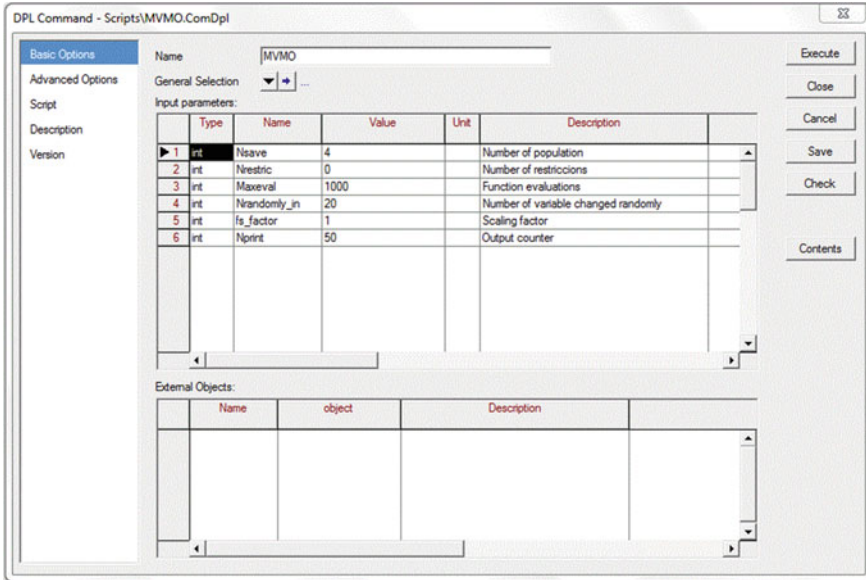 DPL Command - Scripts\MVMO.ComDpl
Basic Options
Advanced Options
Script
Description
Version
Name MVMO
General Selection ...
Input parameters:
Type Name Value Unit Description
1 int Nsave 4 Number of population
2 int Nrestric 0 Number of restriccions
3 int Maxeval 1000 Function evaluations
4 int Nrandomly_in 20 Number of variable changed randomly
5 int fs_factor 1 Scaling factor
6 int Nprint 50 Output counter
External Objects:
Name object Description
Execute
Close
Cancel
Save
Check
Contents